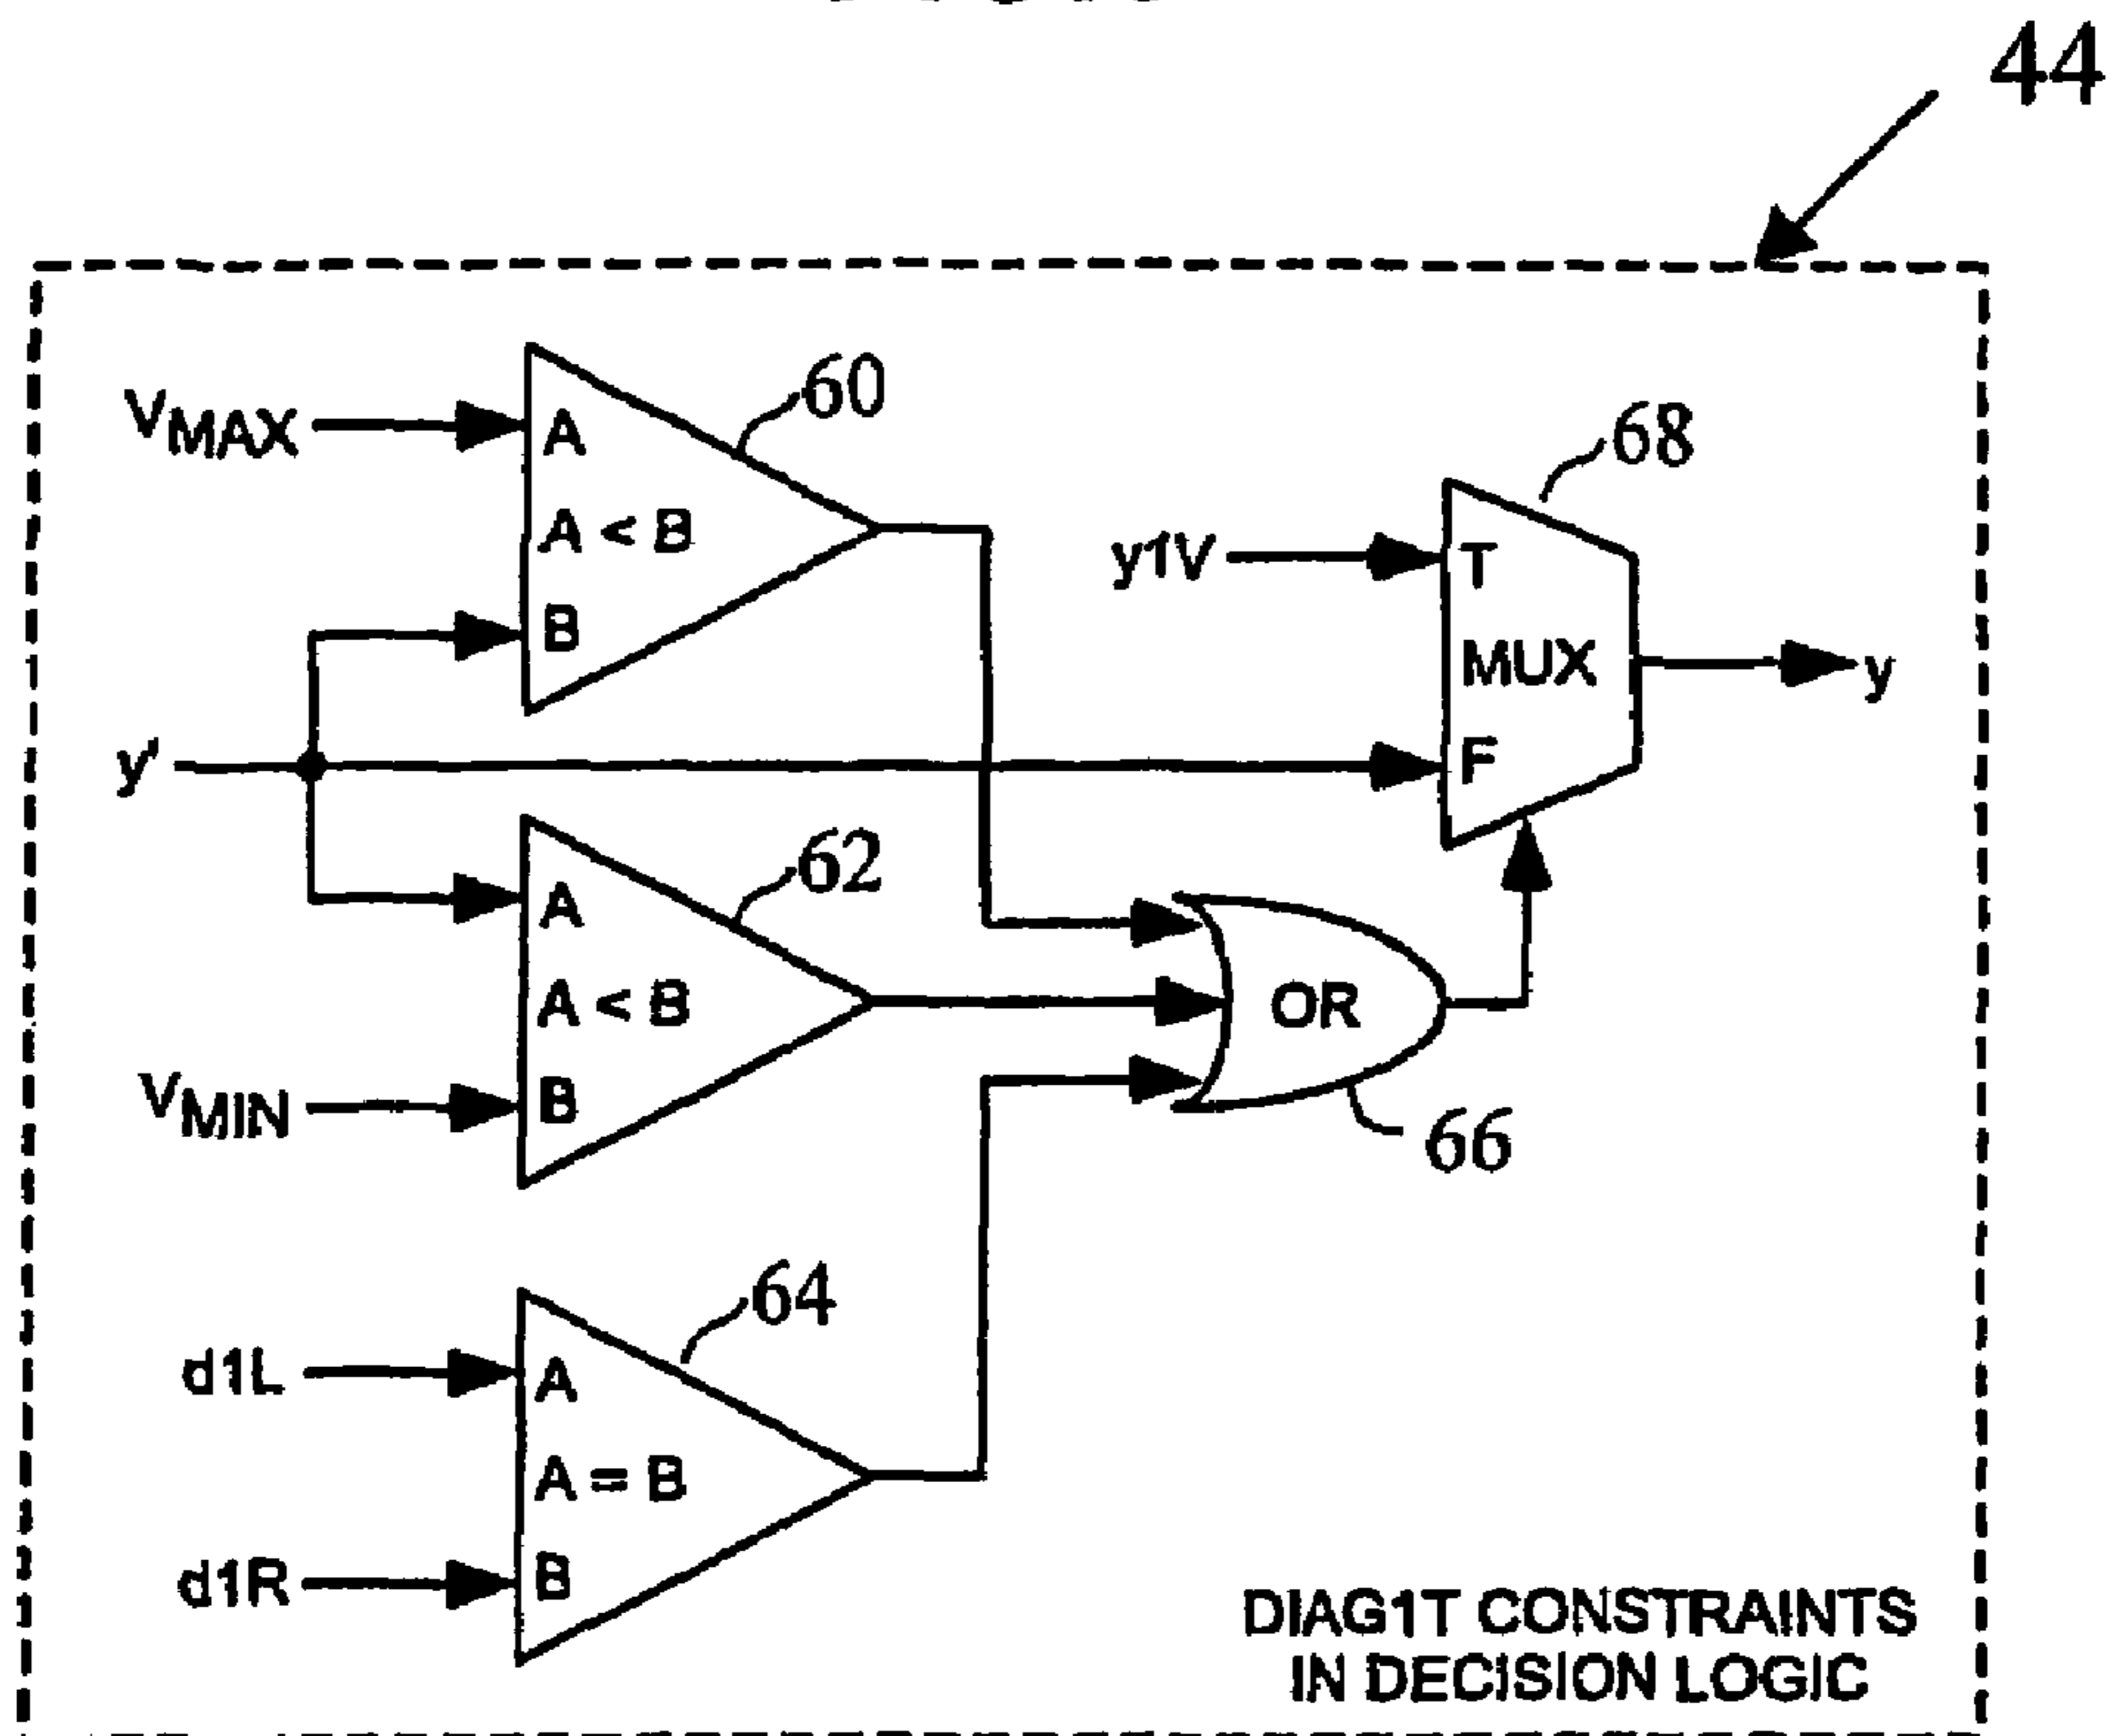 44
VMAX
A
A < B
B
60
y1V
T
MUX
F
68
y
y'
A
A < B
B
62
VMIN
OR
66
d1L
A
A = B
B
64
d1R
DIAG1T CONSTRAINTS
IN DECISION LOGIC